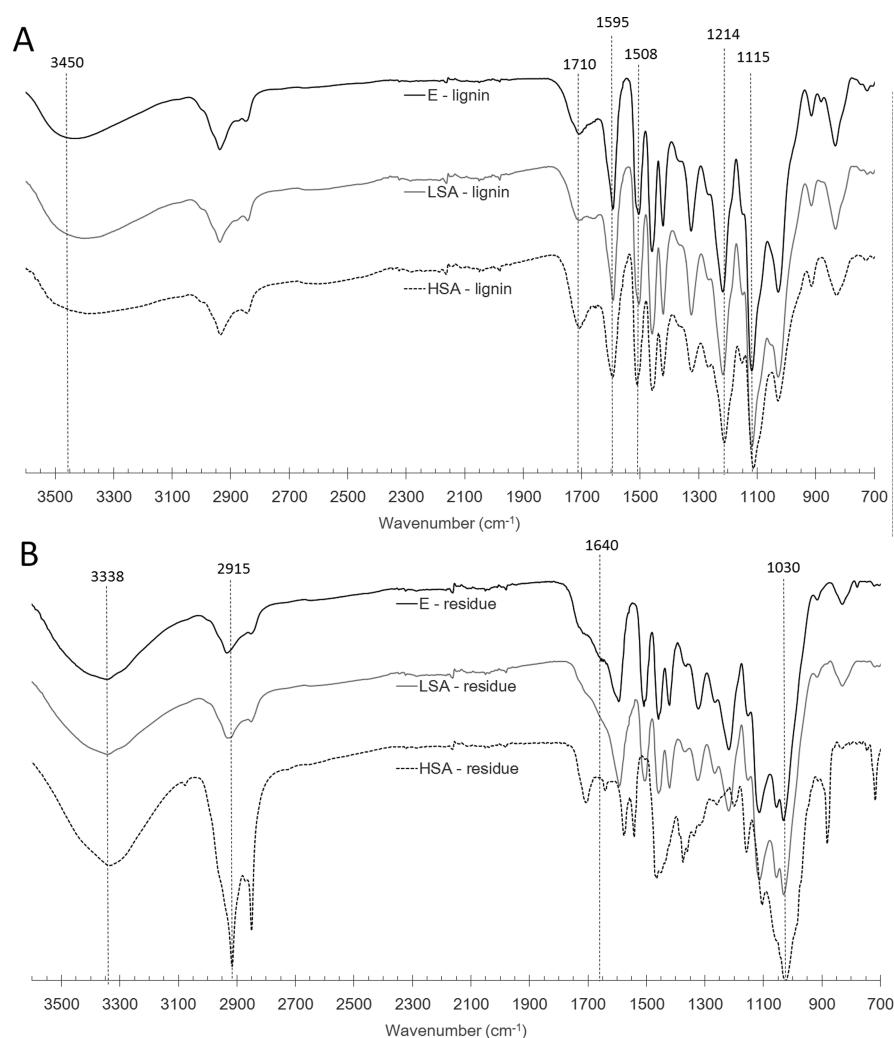 A
3450
1710
1595
1508
1214
1115
E - lignin
LSA - lignin
HSA - lignin
3500 3300 3100 2900 2700 2500 2300 2100 1900 1700 1500 1300 1100 900 700
Wavenumber (cm-1)
B
3338
2915
1640
1030
E - residue
LSA - residue
HSA - residue
3500 3300 3100 2900 2700 2500 2300 2100 1900 1700 1500 1300 1100 900 700
Wavenumber (cm-1)